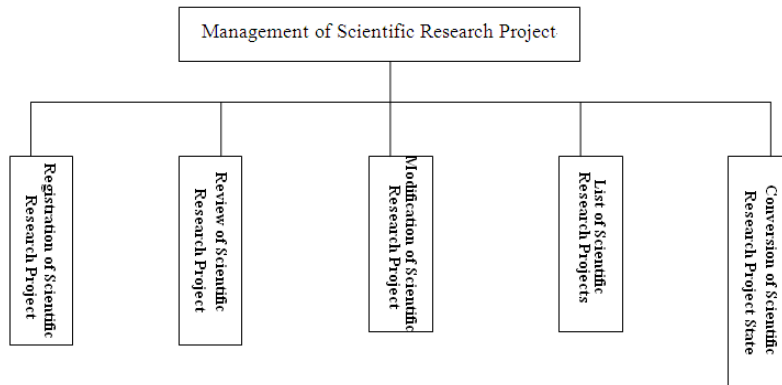 Management of Scientific Research Project
Registration of Scientific
Research Project
Review of Scientific
Research Project
Modification of Scientific
Research Project
List of Scientific
Research Projects
Conversion of Scientific
Research Project State